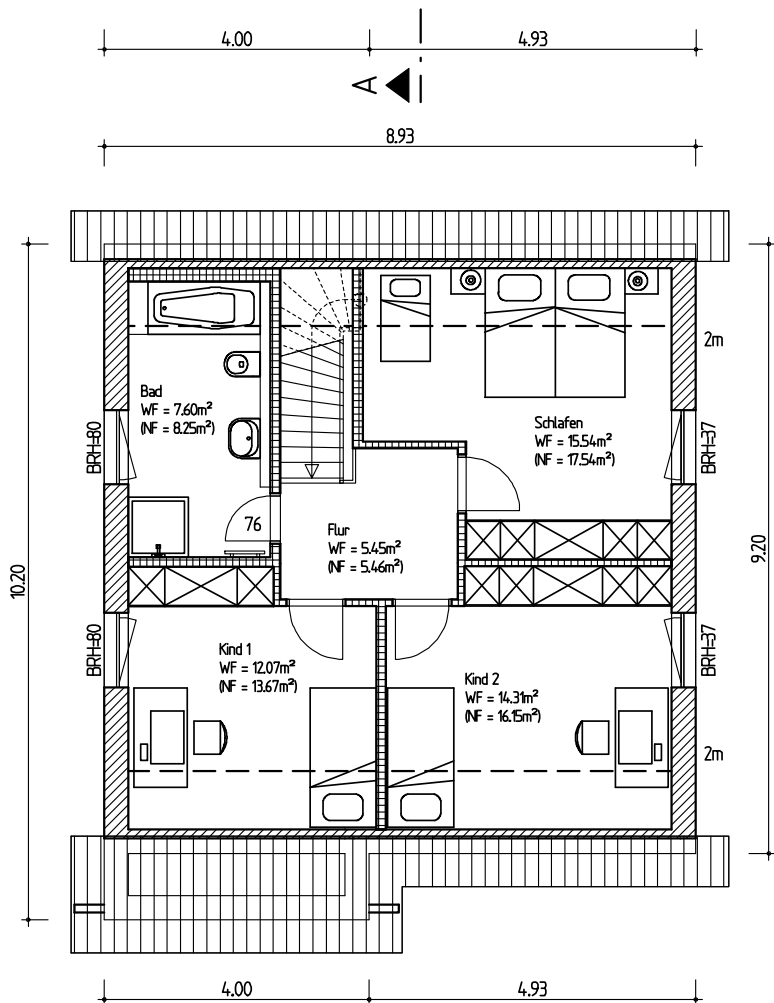 4.00
4.93
A
8.93
2m
Bad
WF = 7.60m²
(NF = 8.25m²)
Schlafen
WF = 15.54m²
(NF = 17.54m²)
BRH=80
BRH=37
76
Flur
WF = 5.45m²
(NF = 5.46m²)
10.20
9.20
BRH=80
BRH=37
Kind 1
WF = 12.07m²
(NF = 13.67m²)
Kind 2
WF = 14.31m²
(NF = 16.15m²)
2m
4.00
4.93